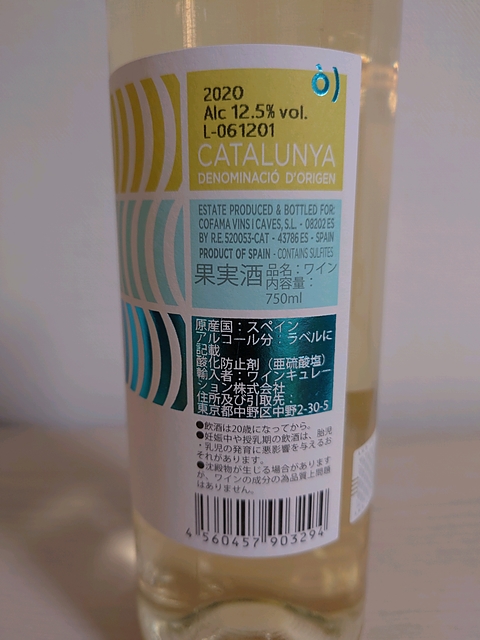 ò)
2020
Alc 12.5% vol.
L-061201
CATALUNYA
DENOMINACIÓ D'ORIGEN
ESTATE PRODUCED & BOTTLED FOR:
COFAMA VINS I CAVES, S.L. - 08202 ES
BY R.E. 520053-CAT - 43786 ES - SPAIN
PRODUCT OF SPAIN - CONTAINS SULFITES
果実酒 品名：ワイン
内容量：
750ml
原産国：スペイン
アルコール分：ラベルに
記載
酸化防止剤（亜硫酸塩）
輸入者：ワインキュレー
ション株式会社
住所及び引取先：
東京都中野区中野2-30-5
●飲酒は20歳になってから。
●妊娠中や授乳期の飲酒は、胎児
・乳児の発育に悪影響を与えるお
それがあります。
●沈殿物が生じる場合があります
が、ワインの成分の為品質上問題
はありません。
4 560457 903294